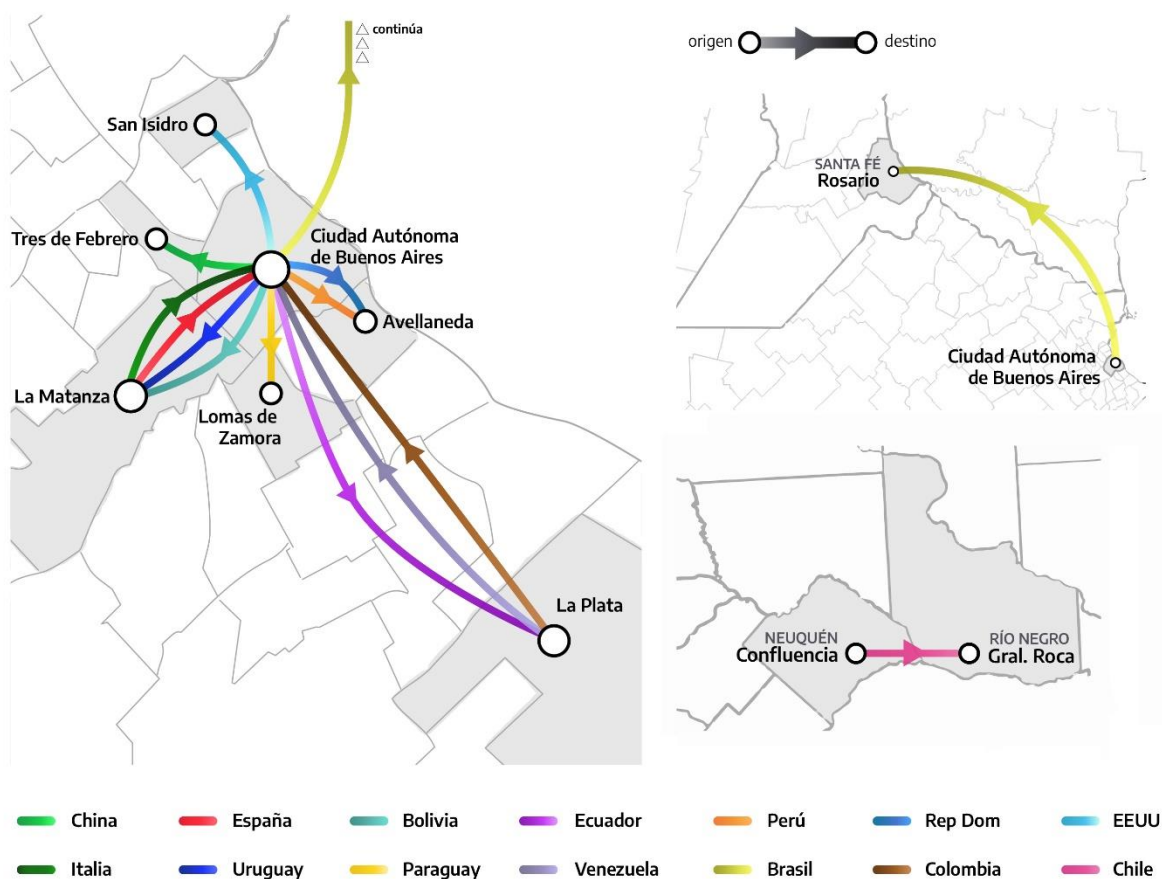 continúa
San Isidro
Tres de Febrero
Ciudad Autónoma
de Buenos Aires
Avellaneda
La Matanza
Lomas de
Zamora
La Plata
origen
destino
SANTA FÉ
Rosario
Ciudad Autónoma
de Buenos Aires
NEUQUÉN
Confluencia
RÍO NEGRO
Gral. Roca
China España Bolivia Ecuador Perú Rep Dom EEUU
Italia Uruguay Paraguay Venezuela Brasil Colombia Chile